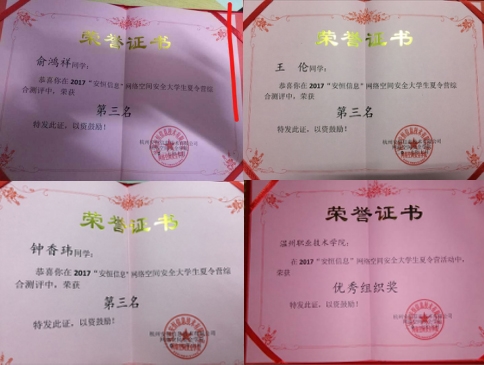 荣誉证书
俞鸿祥同学：
恭喜你在2017“安恒信息”网络空间安全大学生夏令营综
合测评中，荣获
第三名
特发此证，以资鼓励！
荣誉证书
王 伦同学：
恭喜你在2017“安恒信息”网络空间安全大学生夏令营综
合测评中，荣获
第三名
特发此证，以资鼓励！
荣誉证书
钟香玮同学：
恭喜你在2017“安恒信息”网络空间安全大学生夏令营综
合测评中，荣获
第三名
特发此证，以资鼓励！
荣誉证书
温州职业技术学院：
在2017“安恒信息”网络空间安全大学生夏令营活动中，
荣获
优秀组织奖
特发此证，以资鼓励！